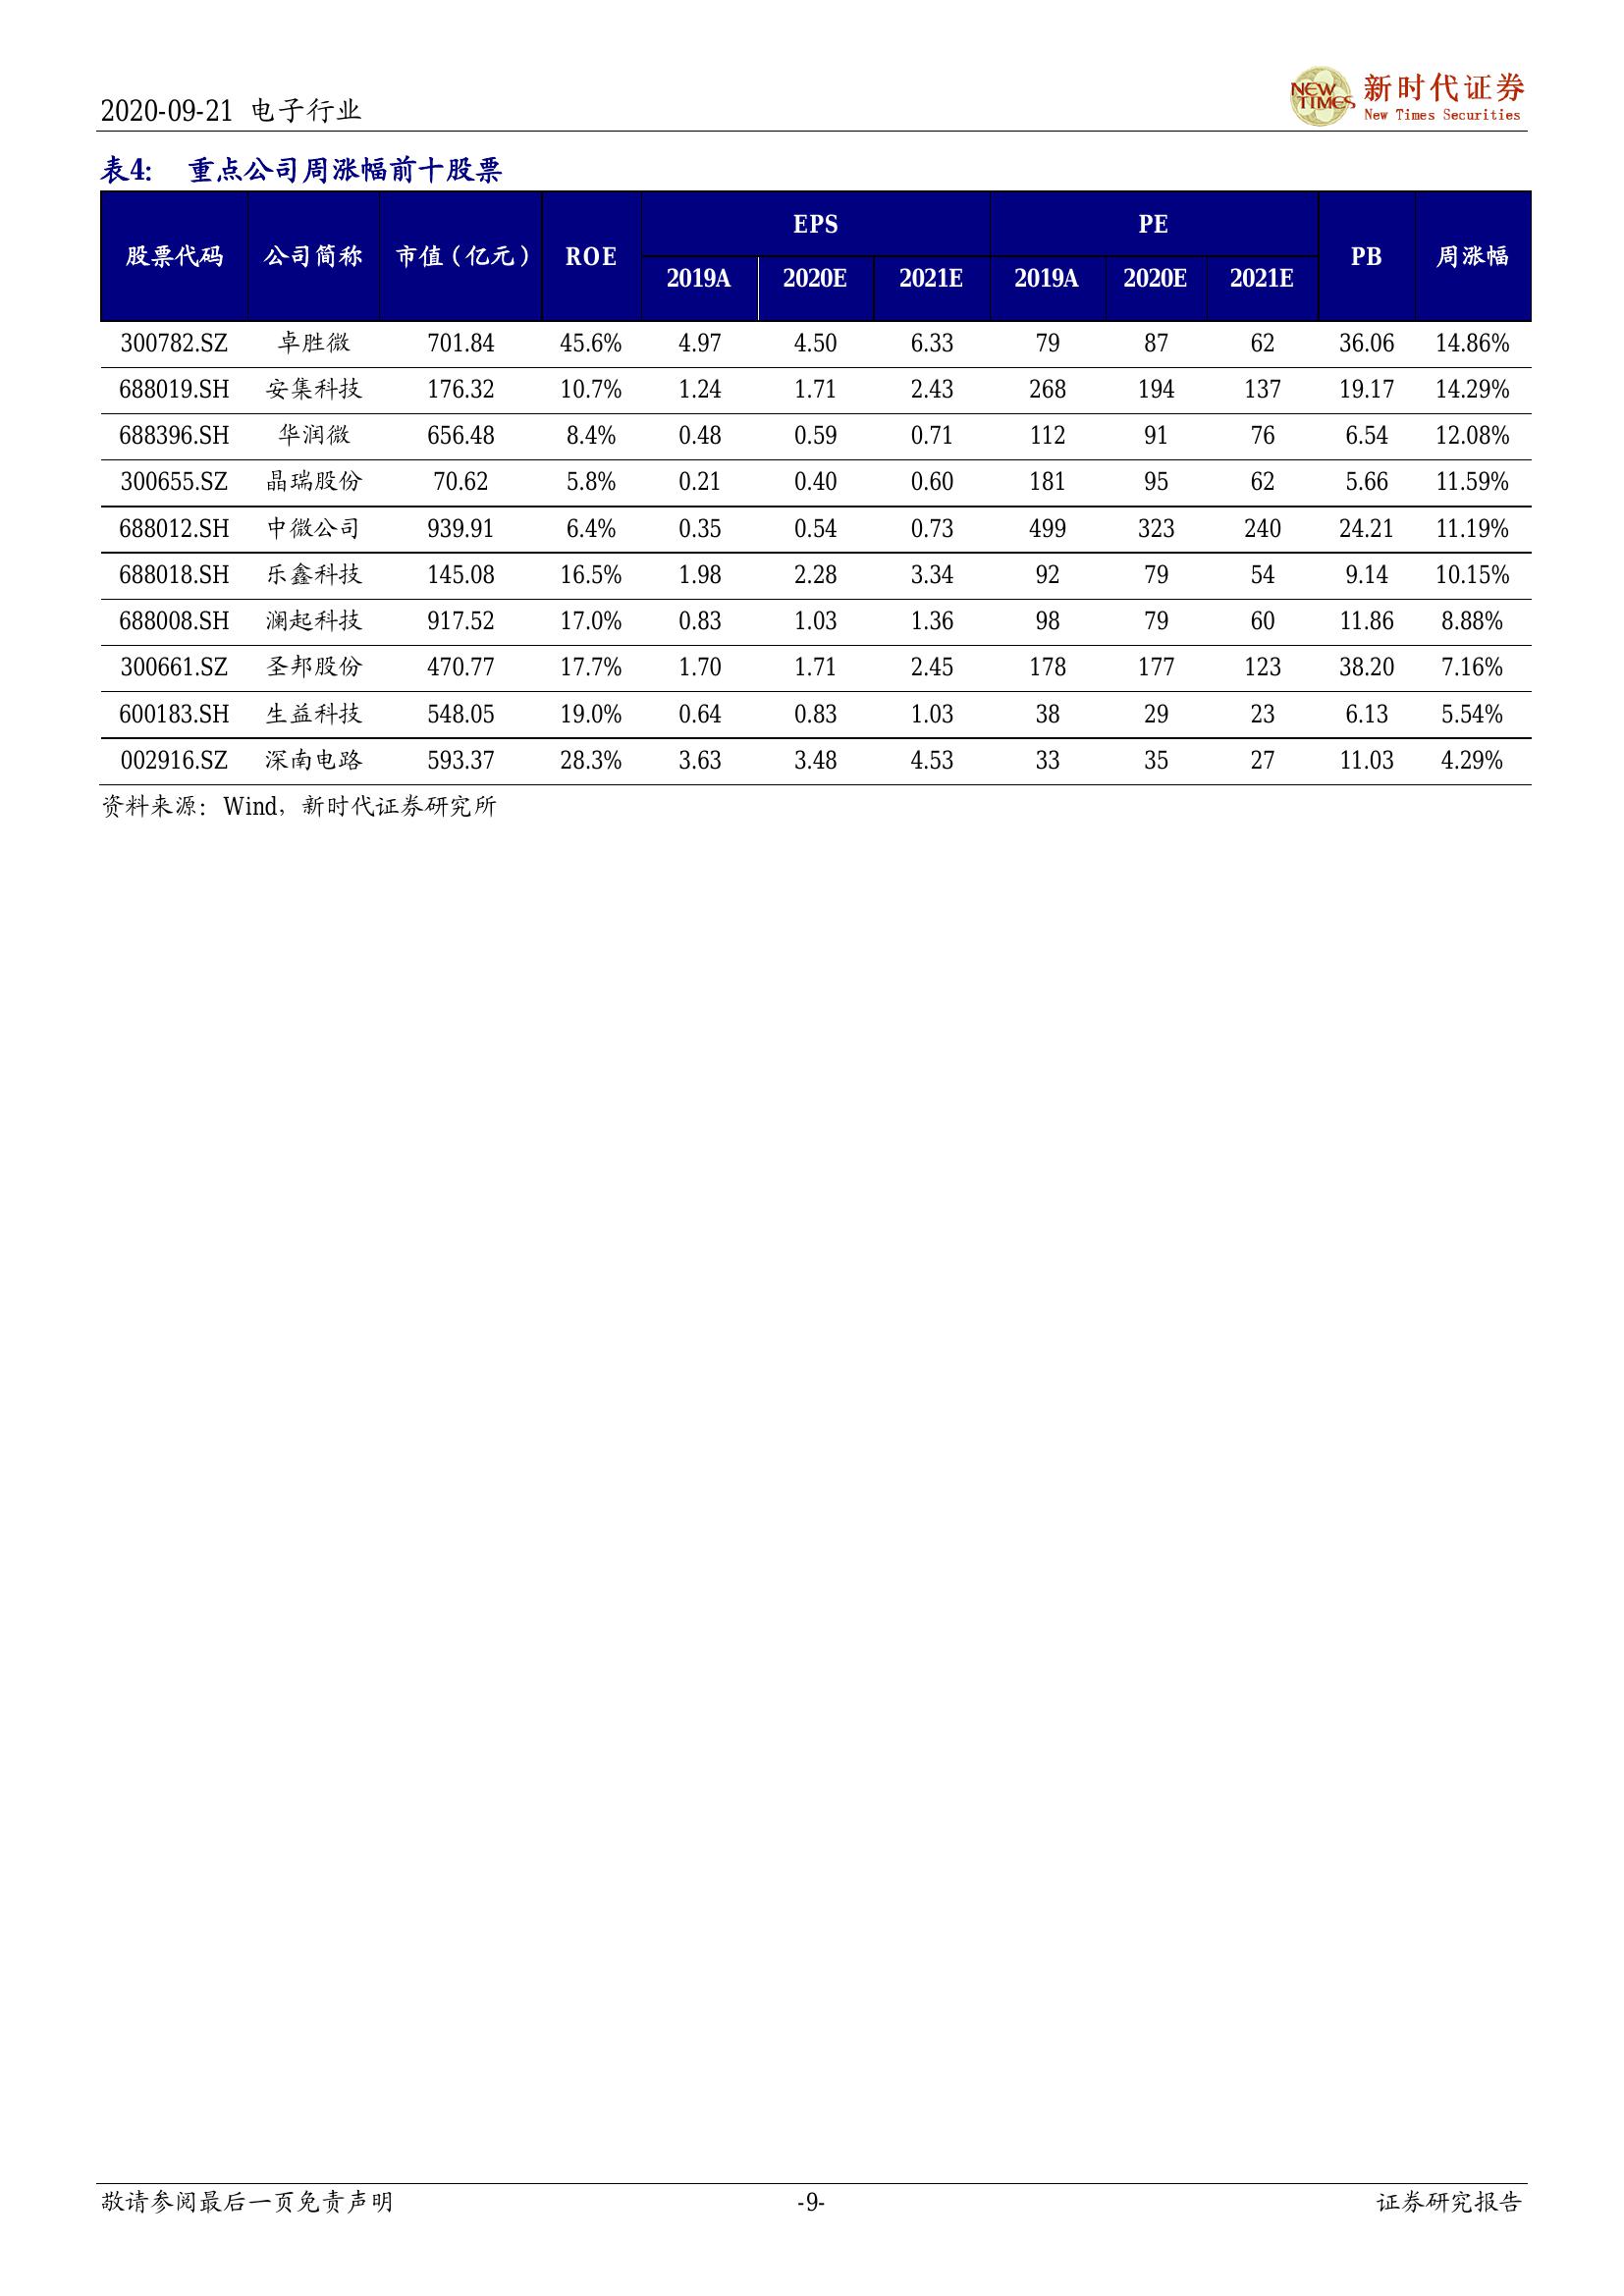 2020-09-21 电子行业
NEW TIMES 新时代证券
New Times Securities
表4: 重点公司周涨幅前十股票
股票代码 公司简称 市值（亿元） ROE EPS PE PB 周涨幅
2019A 2020E 2021E 2019A 2020E 2021E
300782.SZ 卓胜微 701.84 45.6% 4.97 4.50 6.33 79 87 62 36.06 14.86%
688019.SH 安集科技 176.32 10.7% 1.24 1.71 2.43 268 194 137 19.17 14.29%
688396.SH 华润微 656.48 8.4% 0.48 0.59 0.71 112 91 76 6.54 12.08%
300655.SZ 晶瑞股份 70.62 5.8% 0.21 0.40 0.60 181 95 62 5.66 11.59%
688012.SH 中微公司 939.91 6.4% 0.35 0.54 0.73 499 323 240 24.21 11.19%
688018.SH 乐鑫科技 145.08 16.5% 1.98 2.28 3.34 92 79 54 9.14 10.15%
688008.SH 澜起科技 917.52 17.0% 0.83 1.03 1.36 98 79 60 11.86 8.88%
300661.SZ 圣邦股份 470.77 17.7% 1.70 1.71 2.45 178 177 123 38.20 7.16%
600183.SH 生益科技 548.05 19.0% 0.64 0.83 1.03 38 29 23 6.13 5.54%
002916.SZ 深南电路 593.37 28.3% 3.63 3.48 4.53 33 35 27 11.03 4.29%
资料来源：Wind，新时代证券研究所
敬请参阅最后一页免责声明 -9- 证券研究报告